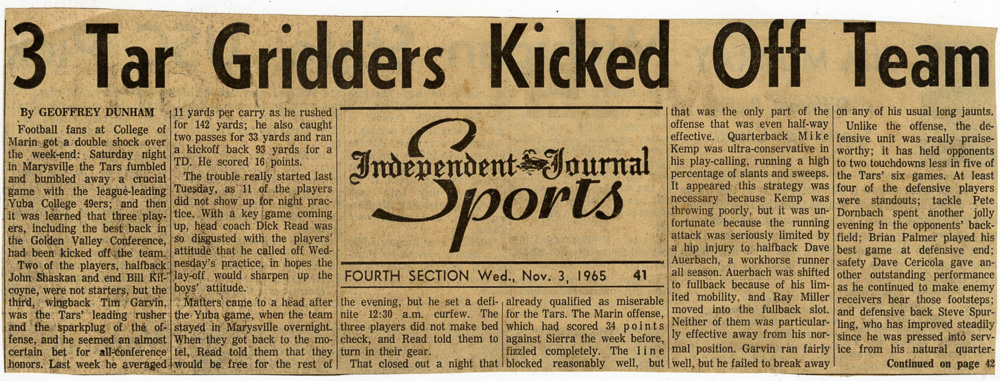 3 Tar Gridders Kicked Off Team
By GEOFFREY DUNHAM
Football fans at College of
Marin got a double shock over
the week-end: Saturday night
in Marysville the Tars fumbled
and bumbled away a crucial
game with the league-leading
Yuba College 49ers; and then
it was learned that three play-
ers, including the best back in
the Golden Valley Conference,
had been kicked off the team.
Two of the players, halfback
John Shaskan and end Bill Kil-
coyne, were not starters, but the
third, wingback Tim Garvin,
was the Tars' leading rusher
and the sparkplug of the of-
fense, and he seemed an almost
certain bet for all-conference
honors. Last week he averaged
11 yards per carry as he rushed
for 142 yards; he also caught
two passes for 33 yards and ran
a kickoff back 93 yards for a
TD. He scored 16 points.
The trouble really started last
Tuesday, as 11 of the players
did not show up for night prac-
tice. With a key game coming
up, head coach Dick Read was
so disgusted with the players'
attitude that he called off Wed-
nesday's practice, in hopes the
lay-off would sharpen up the
boys' attitude.
Matters came to a head after
the Yuba game, when the team
stayed in Marysville overnight.
When they got back to the mo-
tel, Read told them that they
would be free for the rest of
Independent Journal
Sports
FOURTH SECTION Wed., Nov. 3, 1965 41
the evening, but he set a defi-
nite 12:30 a.m. curfew. The
three players did not make bed
check, and Read told them to
turn in their gear.
That closed out a night that
already qualified as miserable
for the Tars. The Marin offense,
which had scored 34 points
against Sierra the week before,
fizzled completely. The line
blocked reasonably well, but
that was the only part of the
offense that was even half-way
effective. Quarterback Mike
Kemp was ultra-conservative in
his play-calling, running a high
percentage of slants and sweeps.
It appeared this strategy was
necessary because Kemp was
throwing poorly, but it was un-
fortunate because the running
attack was seriously limited by
a hip injury to halfback Dave
Auerbach, a workhorse runner
all season. Auerbach was shifted
to fullback because of his lim-
ited mobility, and Ray Miller
moved into the fullback slot.
Neither of them was particular-
ly effective away from his nor-
mal position. Garvin ran fairly
well, but he failed to break away
on any of his usual long jaunts.
Unlike the offense, the de-
fensive unit was really praise-
worthy; it has held opponents
to two touchdowns less in five of
the Tars' six games. At least
four of the defensive players
were standouts; tackle Pete
Dornbach spent another jolly
evening in the opponents' back-
field; Brian Palmer played his
best game at defensive end;
safety Dave Cericola gave an-
other outstanding performance
as he continued to make enemy
receivers hear those footsteps;
and defensive back Steve Spur-
ling, who has improved steadily
since he was pressed into serv-
ice from his natural quarter-
Continued on page 42